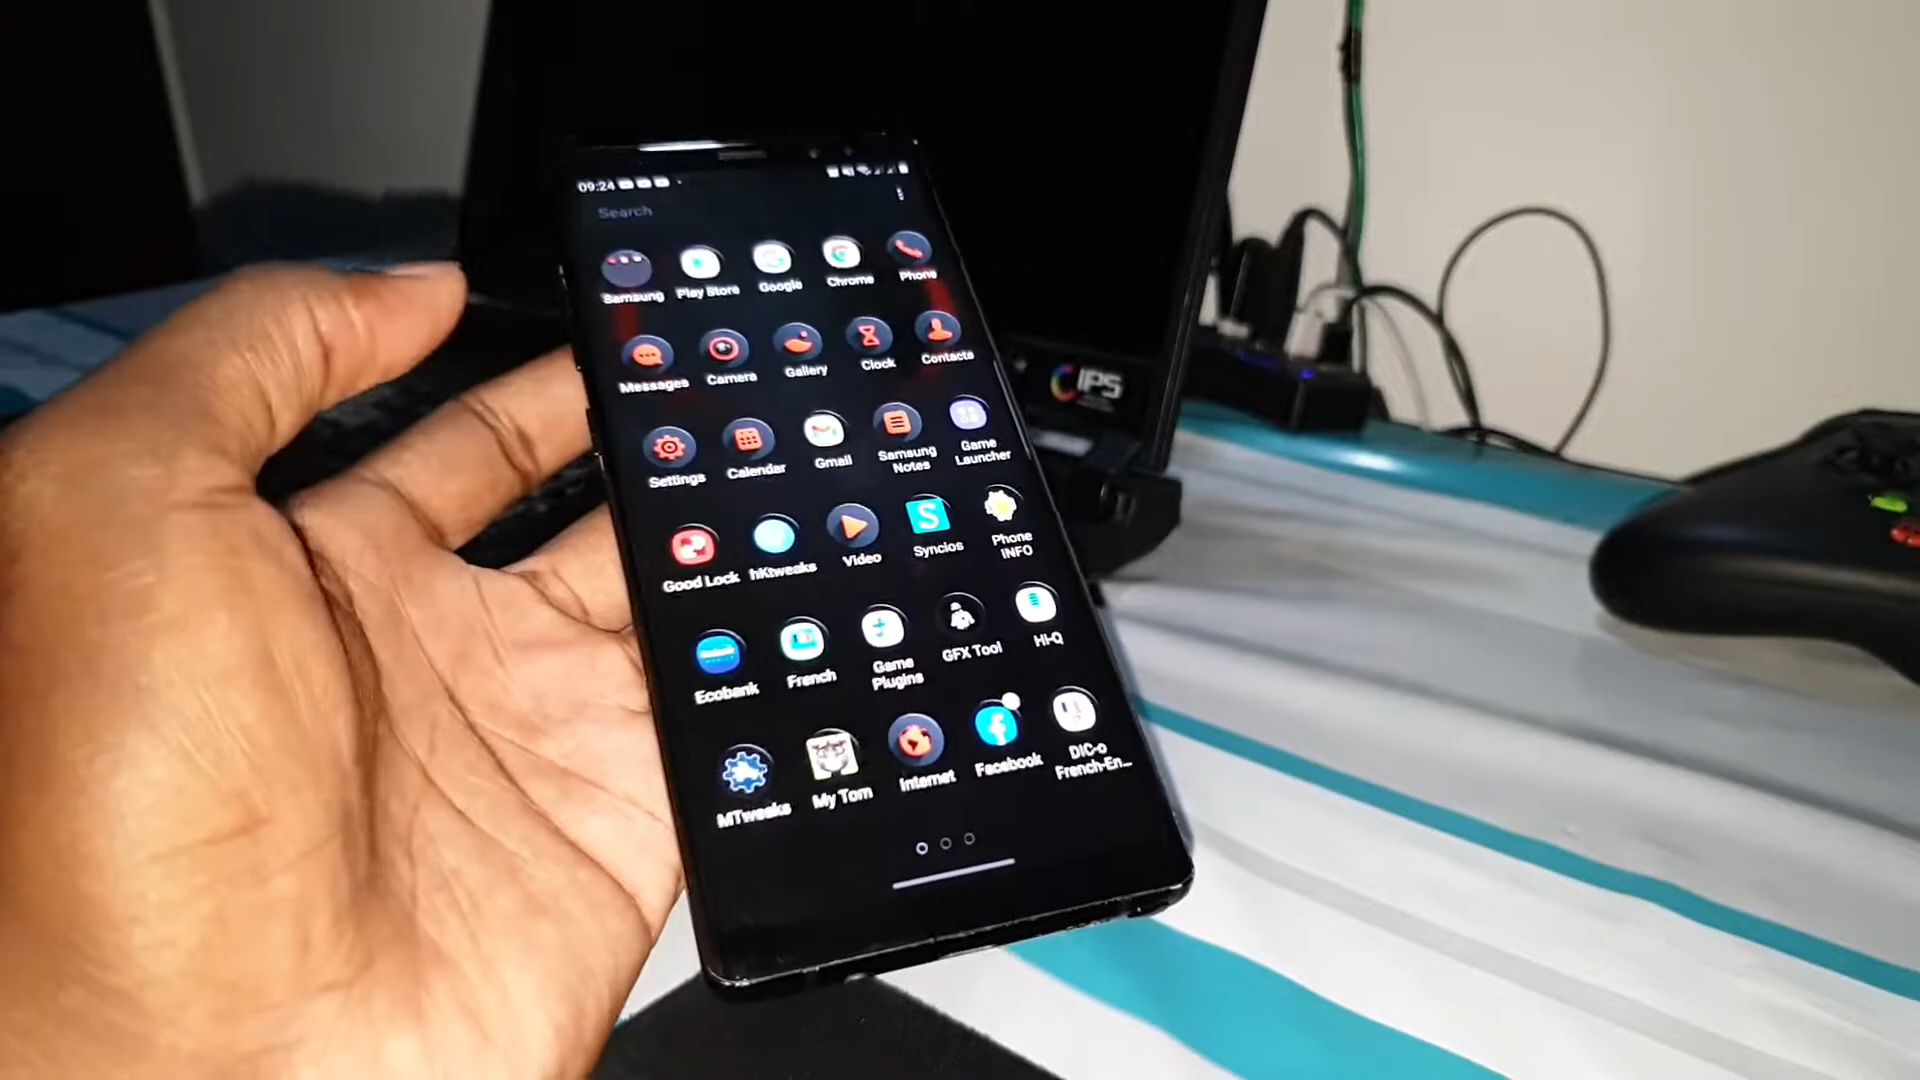 09:24
Search
Samsung Play Store Google Chrome Phone
Messages Camera Gallery Clock Contacts
Settings Calendar Gmail Samsung Notes Game Launcher
Good Lock hKtweaks Video Syncios Phone INFO
Ecobank French Game Plugins GFX Tool Hi-Q
MTweaks My Tom Internet Facebook DIC-o French-En...
IPS
S